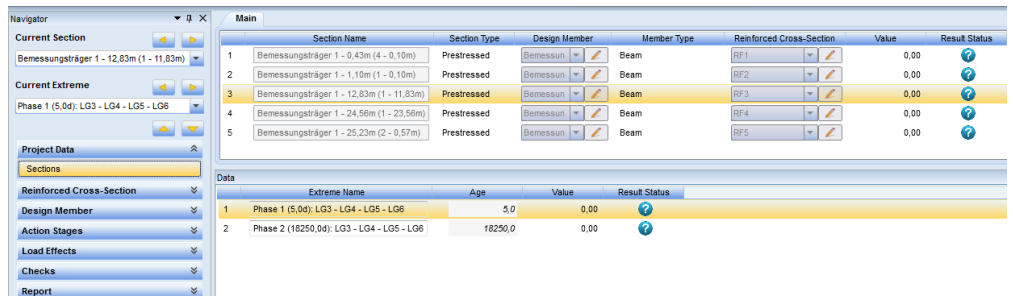 Navigator
Current Section
Bemessungsträger 1 - 12,83m (1 - 11,83m)
Current Extreme
Phase 1 (5,0d): LG3 - LG4 - LG5 - LG6
Project Data
Sections
Reinforced Cross-Section
Design Member
Action Stages
Load Effects
Checks
Report
Main
Section Name Section Type Design Member Member Type Reinforced Cross-Section Value Result Status
1 Bemessungsträger 1 - 0,43m (4 - 0,10m) Prestressed Bemessun Beam RF1 0,00 ?
2 Bemessungsträger 1 - 1,10m (1 - 0,10m) Prestressed Bemessun Beam RF2 0,00 ?
3 Bemessungsträger 1 - 12,83m (1 - 11,83m) Prestressed Bemessun Beam RF3 0,00 ?
4 Bemessungsträger 1 - 24,56m (1 - 23,56m) Prestressed Bemessun Beam RF4 0,00 ?
5 Bemessungsträger 1 - 25,23m (2 - 0,57m) Prestressed Bemessun Beam RF5 0,00 ?
Data
Extreme Name Age Value Result Status
1 Phase 1 (5,0d): LG3 - LG4 - LG5 - LG6 5,0 0,00 ?
2 Phase 2 (18250,0d): LG3 - LG4 - LG5 - LG6 18250,0 0,00 ?